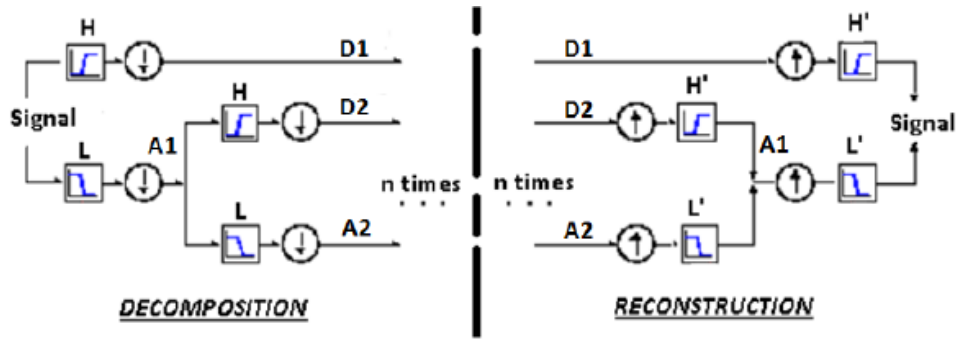 H
D1
H
D2
Signal
L
A1
n times
. . .
L
A2
DECOMPOSITION
D1
H'
D2
H'
A1
L'
Signal
n times
. . .
A2
L'
RECONSTRUCTION